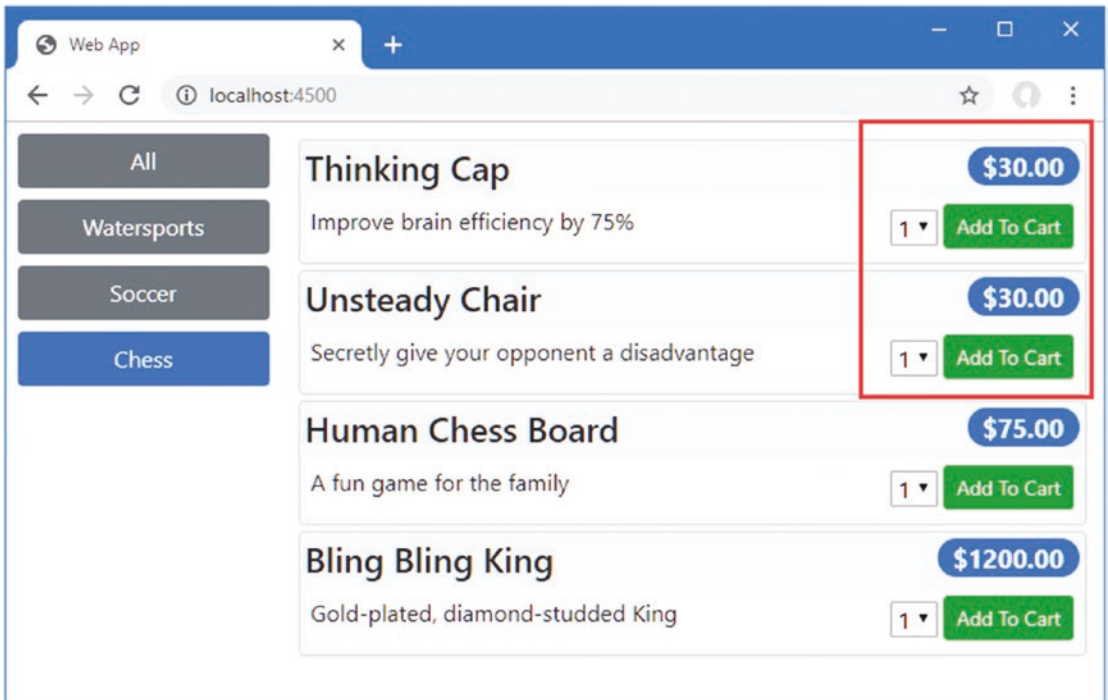 Web App
localhost:4500
All
Watersports
Soccer
Chess
Thinking Cap
$30.00
Improve brain efficiency by 75%
1 Add To Cart
Unsteady Chair
$30.00
Secretly give your opponent a disadvantage
1 Add To Cart
Human Chess Board
$75.00
A fun game for the family
1 Add To Cart
Bling Bling King
$1200.00
Gold-plated, diamond-studded King
1 Add To Cart